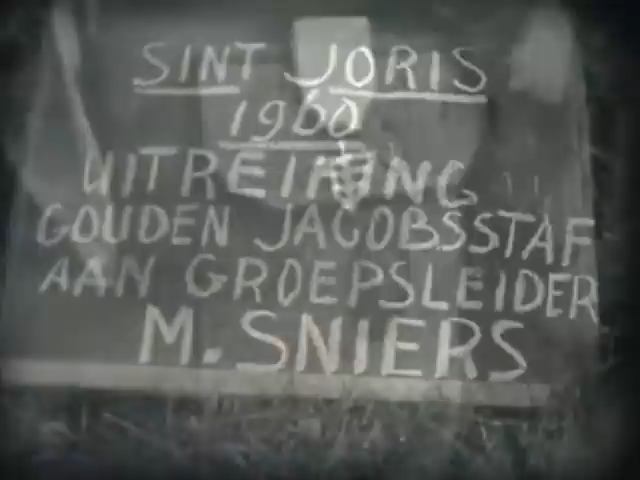 SINT JORIS
1960
UITREIKING
GOUDEN JACOBSSTAF
AAN GROEPSLEIDER
M. SNIERS